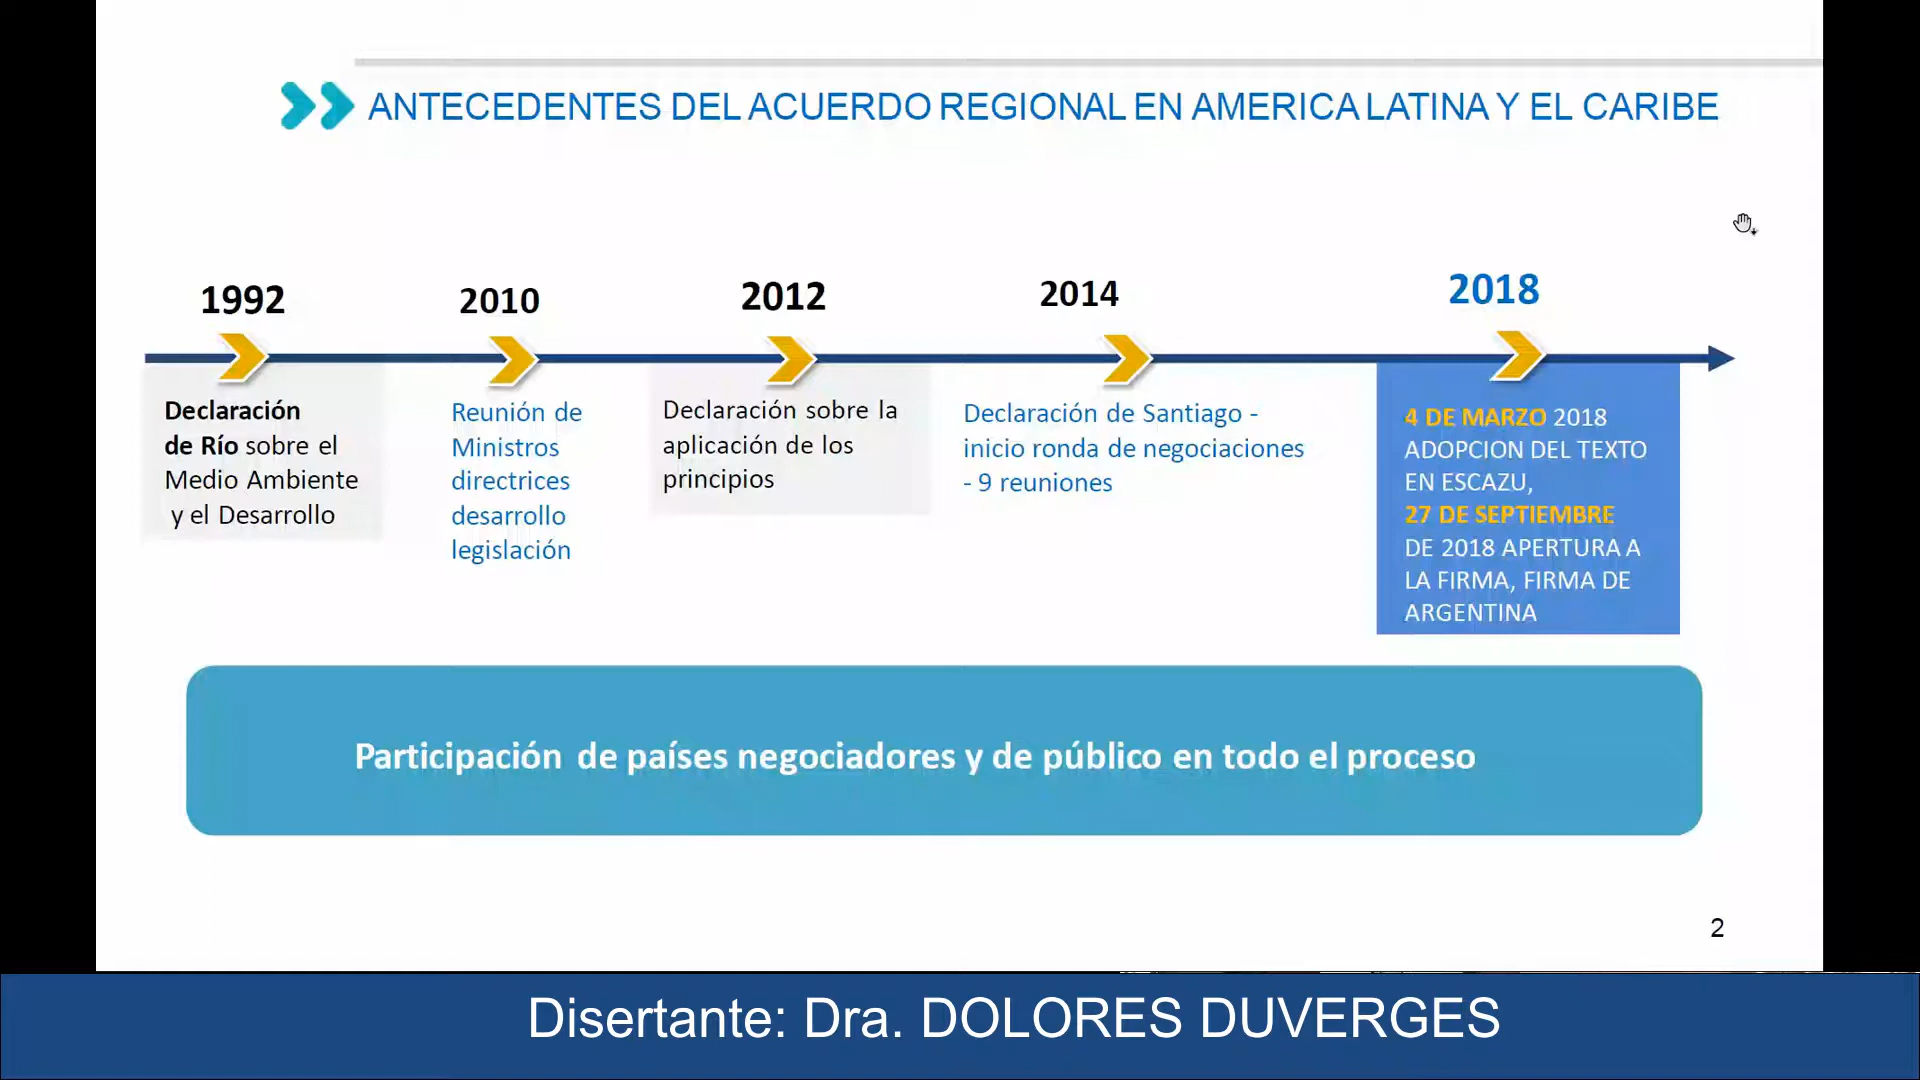 ANTECEDENTES DEL ACUERDO REGIONAL EN AMERICA LATINA Y EL CARIBE
1992
Declaración
de Río sobre el
Medio Ambiente
y el Desarrollo
2010
Reunión de
Ministros
directrices
desarrollo
legislación
2012
Declaración sobre la
aplicación de los
principios
2014
Declaración de Santiago -
inicio ronda de negociaciones
- 9 reuniones
2018
4 DE MARZO 2018
ADOPCION DEL TEXTO
EN ESCAZU,
27 DE SEPTIEMBRE
DE 2018 APERTURA A
LA FIRMA, FIRMA DE
ARGENTINA
Participación de países negociadores y de público en todo el proceso
2
Disertante: Dra. DOLORES DUVERGES